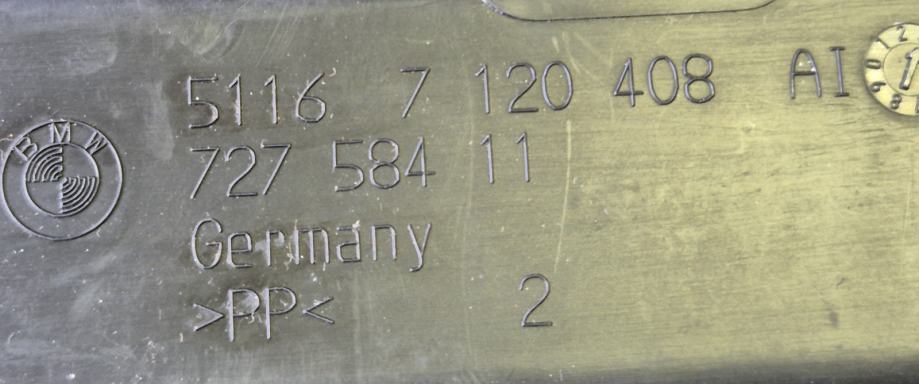 BMW
5116 7 120 408 AI
727 584 11
Germany
>PP< 2